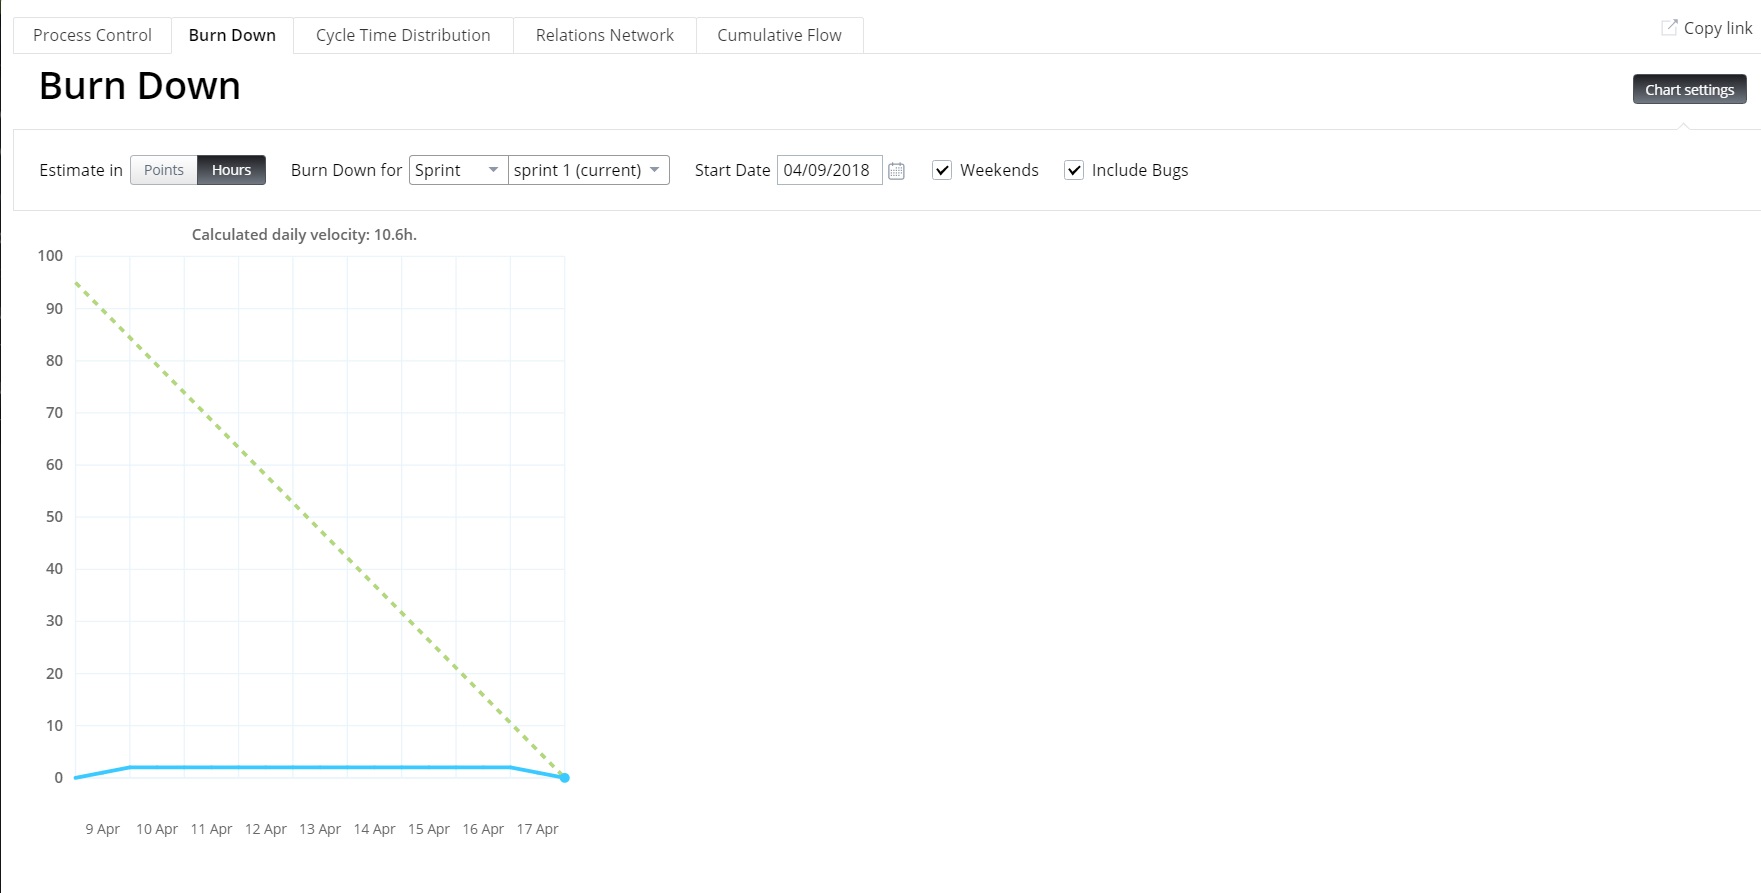 Process Control Burn Down Cycle Time Distribution Relations Network Cumulative Flow Copy link
Burn Down
Chart settings
Estimate in Points Hours Burn Down for Sprint sprint 1 (current) Start Date 04/09/2018 Weekends Include Bugs
Calculated daily velocity: 10.6h.
100
90
80
70
60
50
40
30
20
10
0
9 Apr 10 Apr 11 Apr 12 Apr 13 Apr 14 Apr 15 Apr 16 Apr 17 Apr